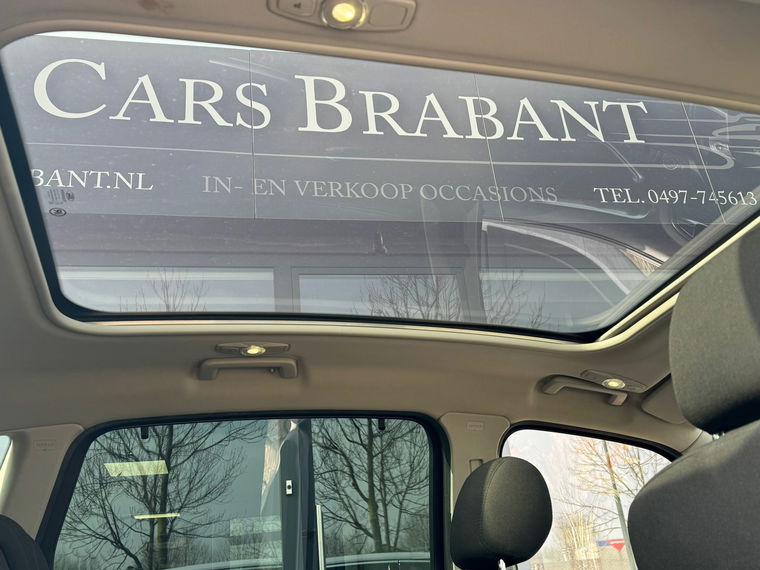 CARS BRABANT
BANT.NL IN- EN VERKOOP OCCASIONS TEL. 0497-745613